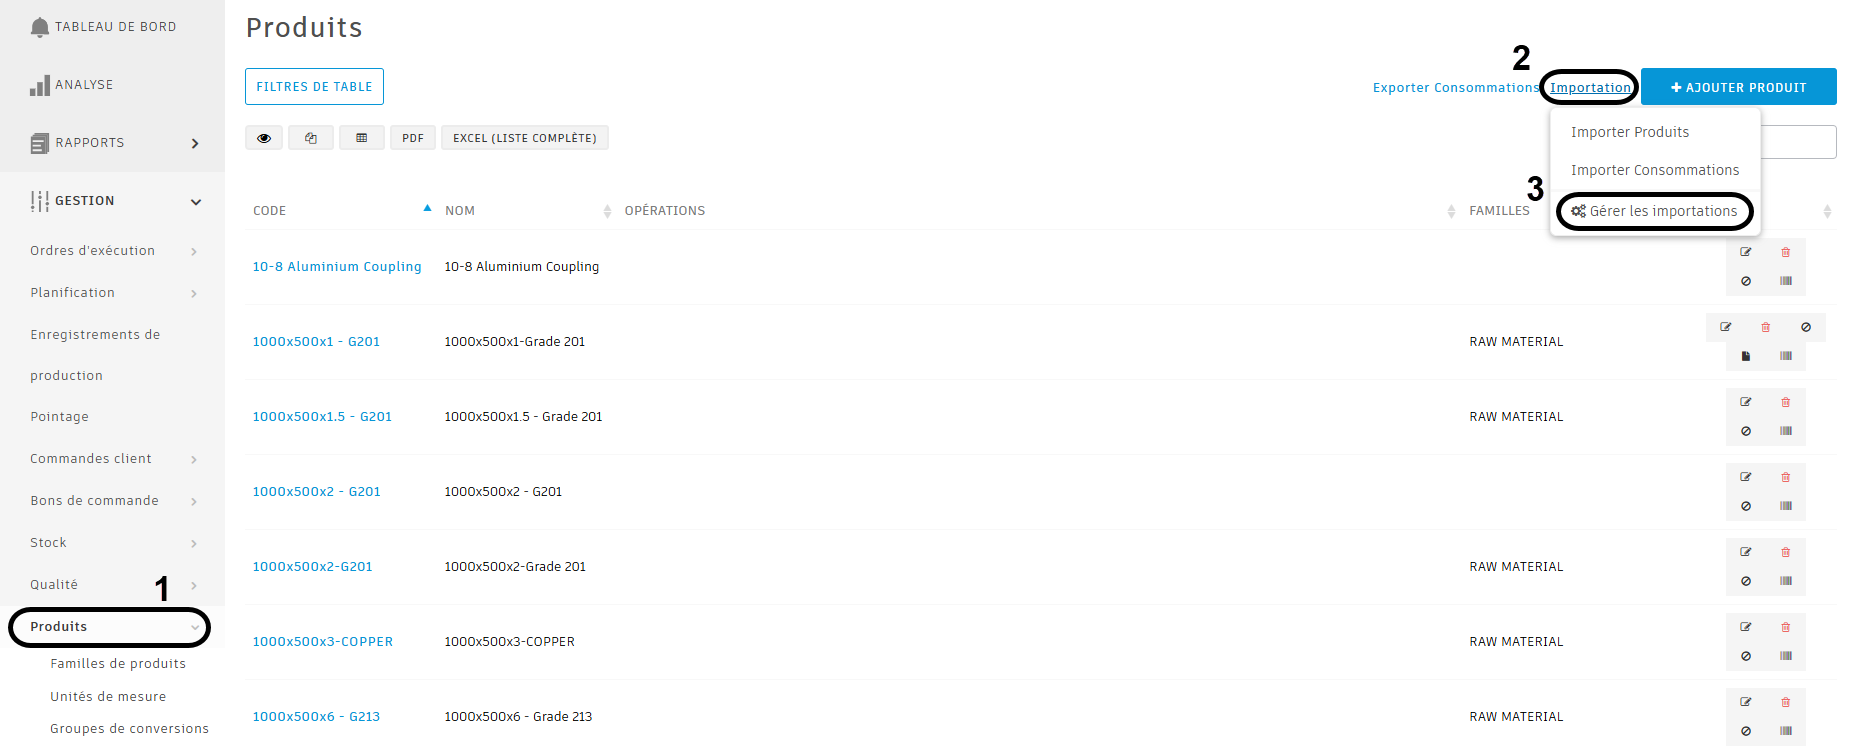 TABLEAU DE BORD
ANALYSE
RAPPORTS
GESTION
Ordres d'exécution
Planification
Enregistrements de
production
Pointage
Commandes client
Bons de commande
Stock
Qualité
1
Produits
Familles de produits
Unités de mesure
Groupes de conversions
Produits
FILTRES DE TABLE
2
Exporter Consommations Importation AJOUTER PRODUIT
PDF EXCEL (LISTE COMPLÈTE)
Importer Produits
Importer Consommations
3
Gérer les importations
CODE NOM OPÉRATIONS FAMILLES
10-8 Aluminium Coupling 10-8 Aluminium Coupling
1000x500x1 - G201 1000x500x1-Grade 201 RAW MATERIAL
1000x500x1.5 - G201 1000x500x1.5 - Grade 201 RAW MATERIAL
1000x500x2 - G201 1000x500x2 - G201
1000x500x2-G201 1000x500x2-Grade 201 RAW MATERIAL
1000x500x3-COPPER 1000x500x3-COPPER RAW MATERIAL
1000x500x6 - G213 1000x500x6 - Grade 213 RAW MATERIAL